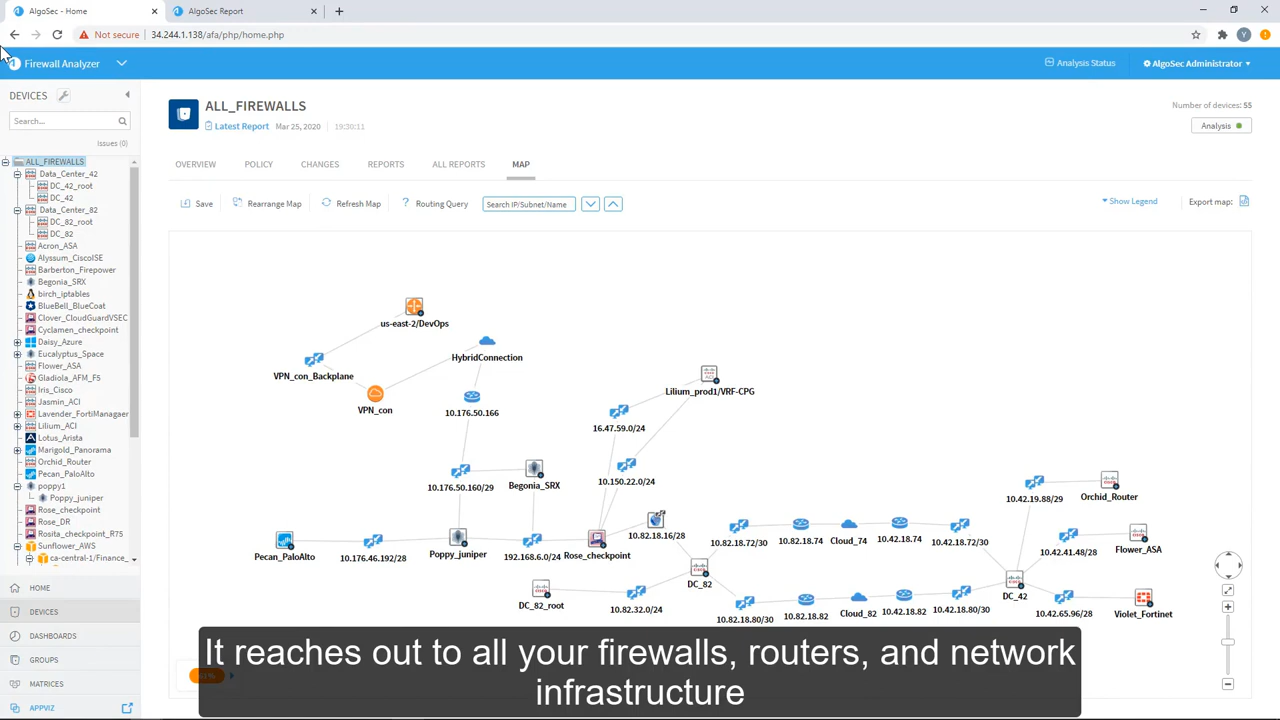 AlgoSec - Home
AlgoSec Report
Not secure
34.244.1.138/afa/php/home.php
Y
Firewall Analyzer
Analysis Status
AlgoSec Administrator
DEVICES
Search...
Issues (0)
ALL_FIREWALLS
Data_Center_42
DC_42_root
DC_42
Data_Center_82
DC_82_root
DC_82
Acron_ASA
Alyssum_CiscoISE
Barberton_Firepower
Begonia_SRX
birch_iptables
BlueBell_BlueCoat
Clover_CloudGuardVSEC
Cyclamen_checkpoint
Daisy_Azure
Eucalyptus_Space
Flower_ASA
Gladiola_AFM_F5
Iris_Cisco
Jasmin_ACI
Lavender_FortiManagaer
Lilium_ACI
Lotus_Arista
Marigold_Panorama
Orchid_Router
Pecan_PaloAlto
poppy1
Poppy_juniper
Rose_checkpoint
Rose_DR
Rosita_checkpoint_R75
Sunflower_AWS
ca-central-1/Finance_
HOME
DEVICES
DASHBOARDS
GROUPS
MATRICES
APPVIZ
ALL_FIREWALLS
Latest Report Mar 25, 2020 19:30:11
Number of devices: 55
Analysis
OVERVIEW
POLICY
CHANGES
REPORTS
ALL REPORTS
MAP
Save
Rearrange Map
Refresh Map
? Routing Query
Search IP/Subnet/Name
Show Legend
Export map:
us-east-2/DevOps
HybridConnection
VPN_con_Backplane
VPN_con
10.176.50.166
Lilium_prod1/VRF-CPG
16.47.59.0/24
10.176.50.160/29
Begonia_SRX
10.150.22.0/24
10.42.19.88/29
Orchid_Router
10.82.18.16/28
10.82.18.72/30
10.82.18.74
Cloud_74
10.42.18.74
10.42.18.72/30
10.42.41.48/28
Flower_ASA
Pecan_PaloAlto
10.176.46.192/28
Poppy_juniper
192.168.6.0/24
Rose_checkpoint
DC_82
DC_42
DC_82_root
10.82.32.0/24
10.82.18.80/30
10.82.18.82
Cloud_82
10.42.18.82
10.42.18.80/30
10.42.65.96/28
Violet_Fortinet
It reaches out to all your firewalls, routers, and network
infrastructure